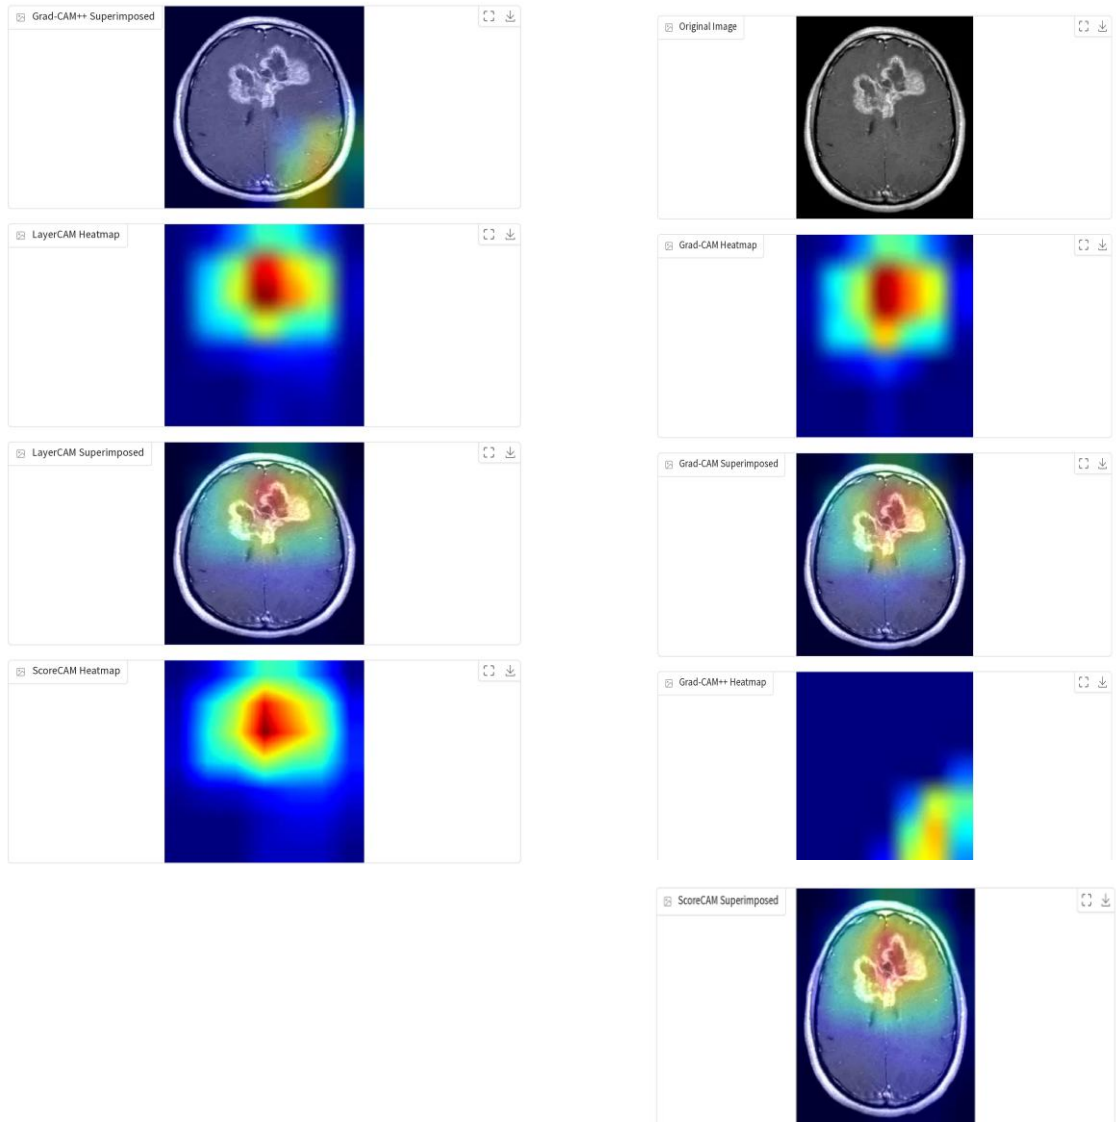 Grad-CAM++ Superimposed
Original Image
LayerCAM Heatmap
Grad-CAM Heatmap
LayerCAM Superimposed
Grad-CAM Superimposed
ScoreCAM Heatmap
Grad-CAM++ Heatmap
ScoreCAM Superimposed